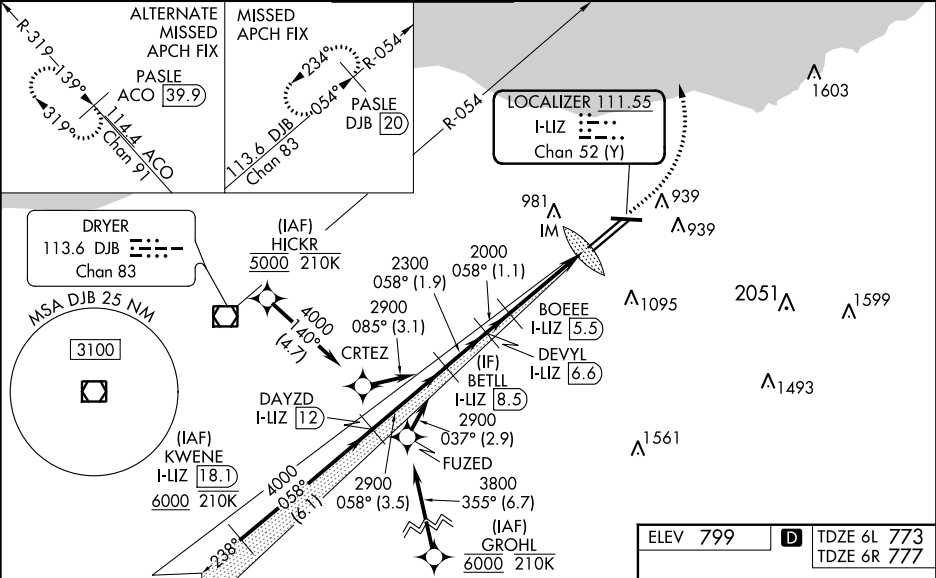 ALTERNATE
MISSED
APCH FIX
R-319
139°
319°
PASLE
ACO 39.9
114.4 ACO
Chan 91
MISSED
APCH FIX
234°
R-054
054°
PASLE
DJB 20
113.6 DJB
Chan 83
R-054
LOCALIZER 111.55
I-LIZ
Chan 52 (Y)
1603
981
IM
939
939
DRYER
113.6 DJB
Chan 83
(IAF)
HICKR
5000 210K
2300
058° (1.9)
2000
058° (1.1)
4000
140°
(4.7)
2900
085° (3.1)
CRTEZ
BOEEE
I-LIZ 5.5
DEVYL
I-LIZ 6.6
1095
2051
1599
MSA DJB 25 NM
3100
(IF)
BETLL
I-LIZ 8.5
DAYZD
I-LIZ 12
2900
037° (2.9)
FUZED
1493
1561
(IAF)
KWENE
I-LIZ 18.1
6000 210K
4000
058°
(6.1)
238°
2900
058° (3.5)
3800
355° (6.7)
(IAF)
GROHL
6000 210K
ELEV 799
D
TDZE 6L 773
TDZE 6R 777